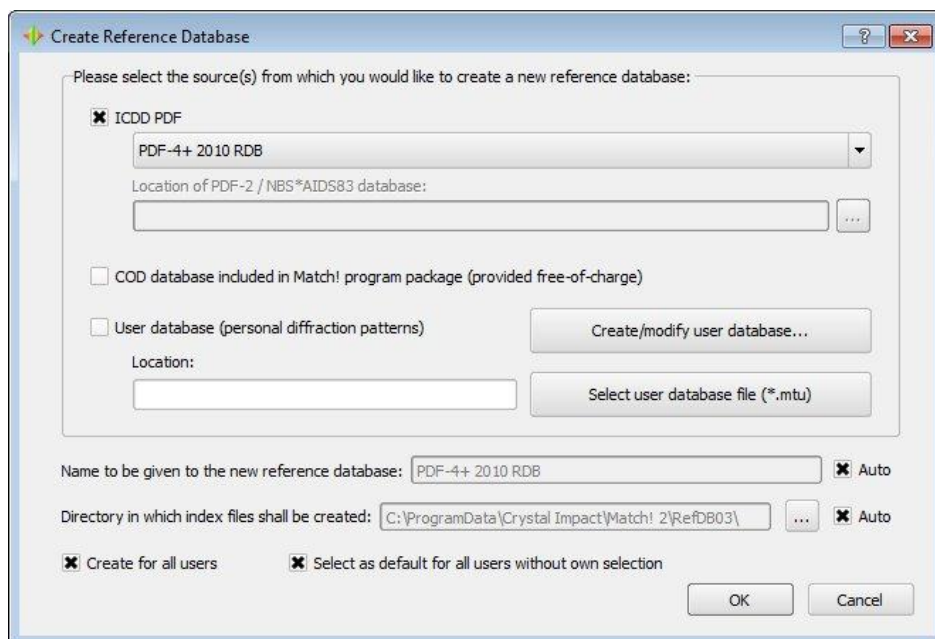 Create Reference Database
?
Please select the source(s) from which you would like to create a new reference database:
ICDD PDF
PDF-4+ 2010 RDB
Location of PDF-2 / NBS*AIDS83 database:
...
COD database included in Match! program package (provided free-of-charge)
User database (personal diffraction patterns)
Create/modify user database...
Location:
Select user database file (*.mtu)
Name to be given to the new reference database: PDF-4+ 2010 RDB Auto
Directory in which index files shall be created: C:\ProgramData\Crystal Impact\Match! 2\RefDB03\ ... Auto
Create for all users Select as default for all users without own selection
OK Cancel